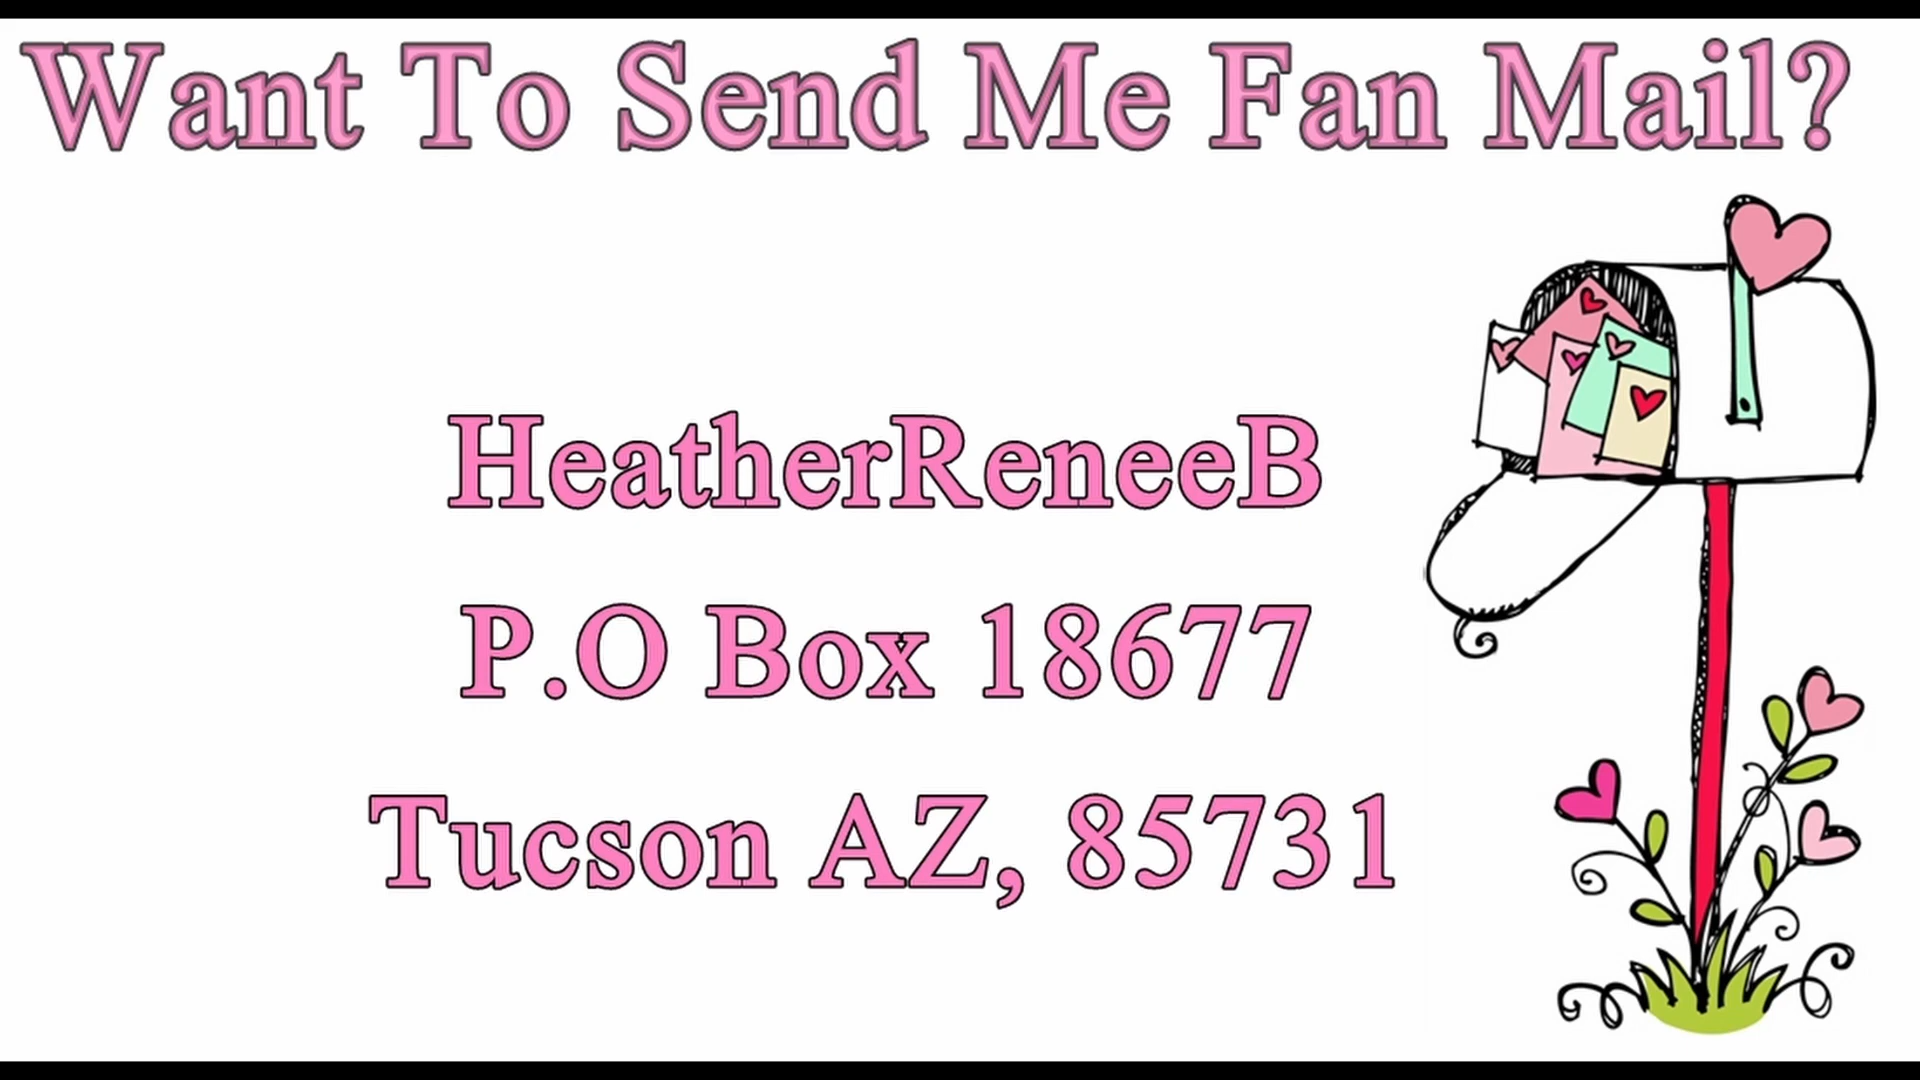 Want To Send Me Fan Mail?
HeatherReneeB
P.O Box 18677
Tucson AZ, 85731